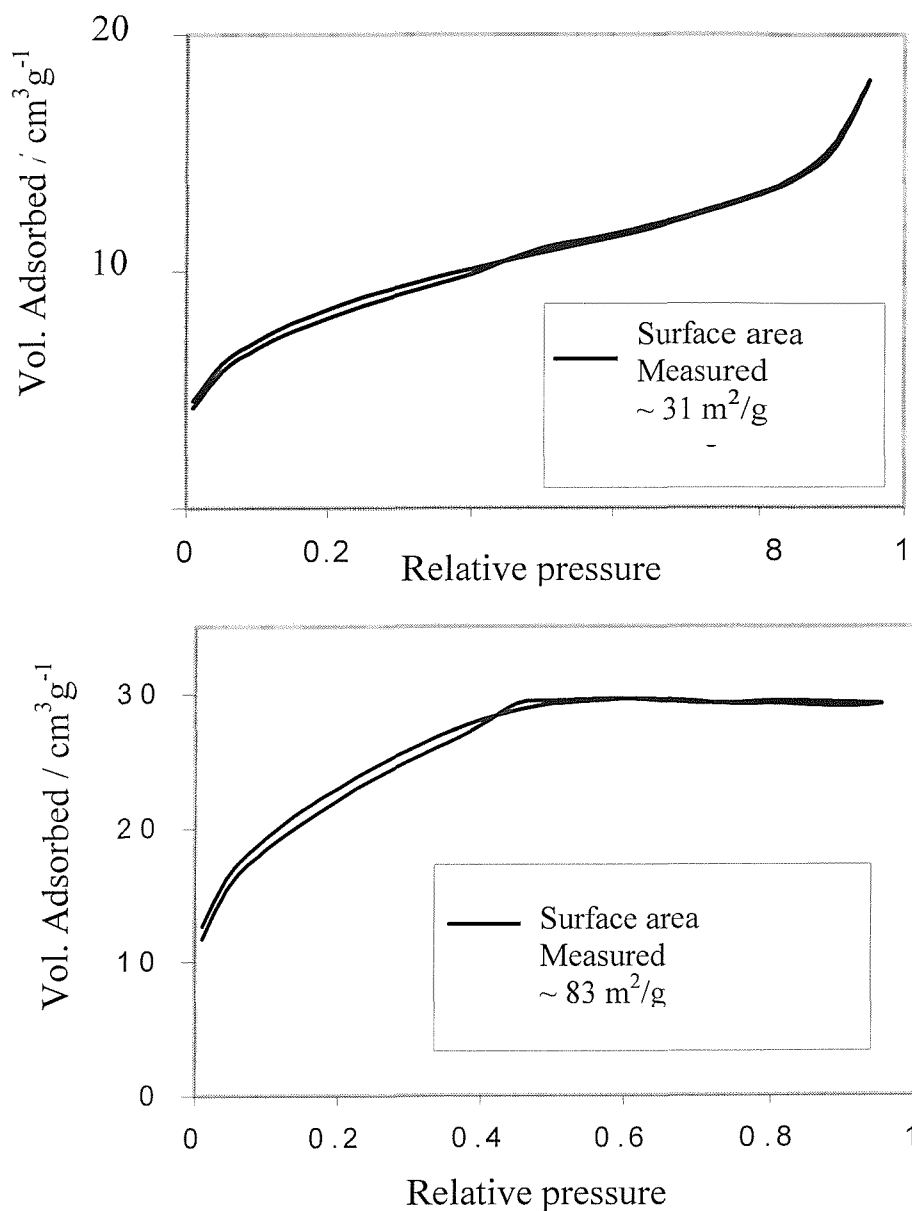 20
10
Vol. Adsorbed / cm³g⁻¹
Surface area
Measured
~ 31 m²/g
-
0 0.2 8 1
Relative pressure
30
20
10
0
Vol. Adsorbed / cm³g⁻¹
Surface area
Measured
~ 83 m²/g
0 0.2 0.4 0.6 0.8 1
Relative pressure